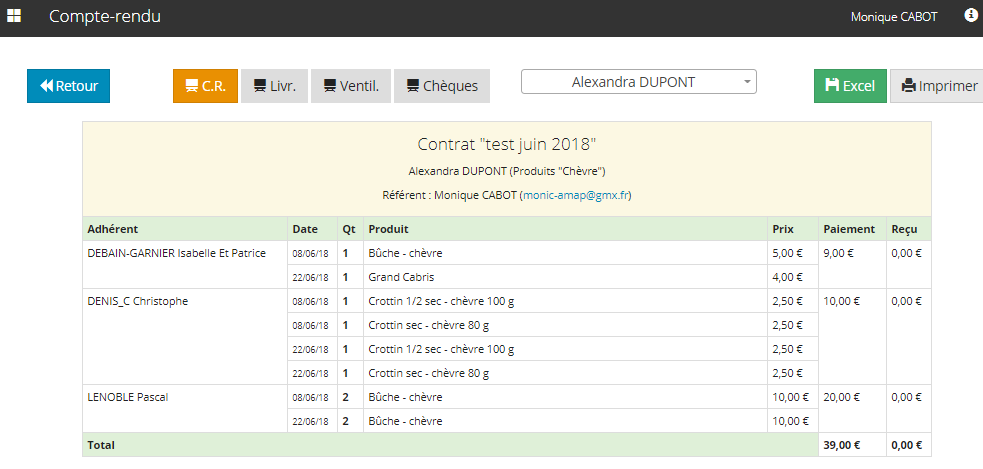 Compte-rendu Monique CABOT
Retour C.R. Livr. Ventil. Chèques Alexandra DUPONT Excel Imprimer
Contrat "test juin 2018"
Alexandra DUPONT (Produits "Chèvre")
Référent : Monique CABOT (monic-amap@gmx.fr)
Adhérent Date Qt Produit Prix Paiement Reçu
DEBAIN-GARNIER Isabelle Et Patrice 08/06/18 1 Bûche - chèvre 5,00 € 9,00 € 0,00 €
22/06/18 1 Grand Cabris 4,00 €
DENIS_C Christophe 08/06/18 1 Crottin 1/2 sec - chèvre 100 g 2,50 € 10,00 € 0,00 €
08/06/18 1 Crottin sec - chèvre 80 g 2,50 €
22/06/18 1 Crottin 1/2 sec - chèvre 100 g 2,50 €
22/06/18 1 Crottin sec - chèvre 80 g 2,50 €
LENOBLE Pascal 08/06/18 2 Bûche - chèvre 10,00 € 20,00 € 0,00 €
22/06/18 2 Bûche - chèvre 10,00 €
Total 39,00 € 0,00 €